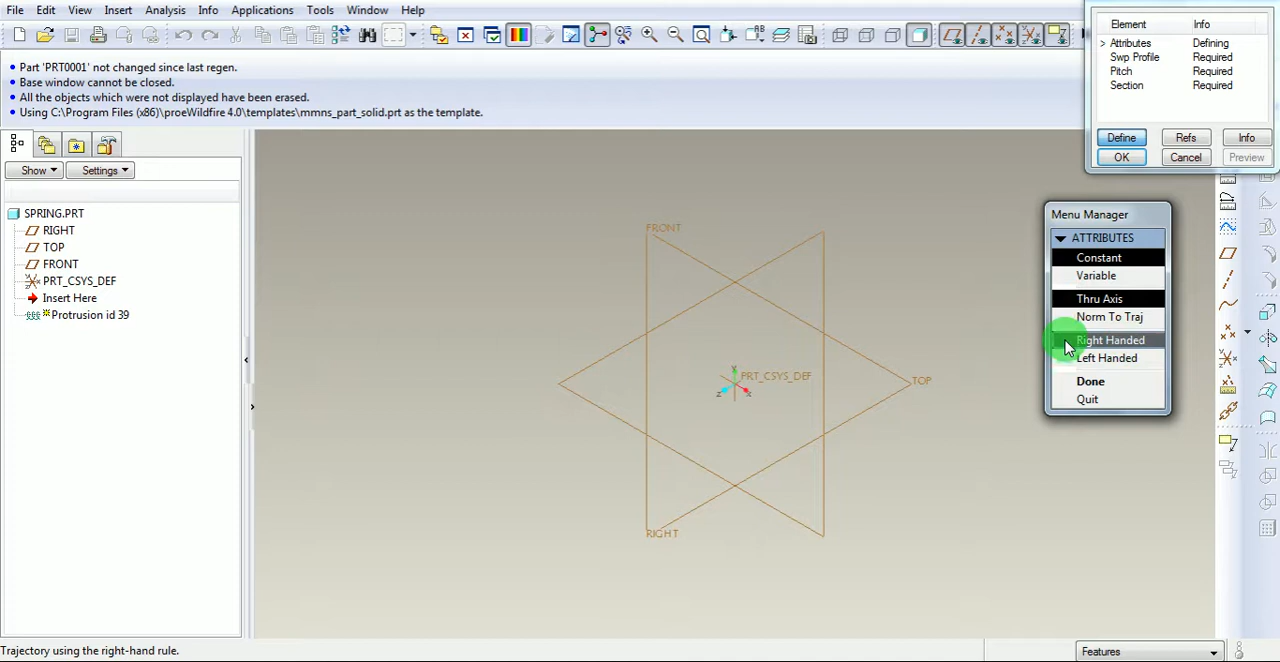 File Edit View Insert Analysis Info Applications Tools Window Help
Part 'PRT0001' not changed since last regen.
Base window cannot be closed.
All the objects which were not displayed have been erased.
Using C:\Program Files (x86)\proeWildfire 4.0\templates\mmns_part_solid.prt as the template.
Element Info
> Attributes Defining
Swp Profile Required
Pitch Required
Section Required
Define Refs Info
OK Cancel Preview
Show Settings
SPRING.PRT
RIGHT
TOP
FRONT
PRT_CSYS_DEF
Insert Here
Protrusion id 39
FRONT
PRT_CSYS_DEF
TOP
RIGHT
Y
Z
X
Menu Manager
ATTRIBUTES
Constant
Variable
Thru Axis
Norm To Traj
Right Handed
Left Handed
Done
Quit
Trajectory using the right-hand rule.
Features